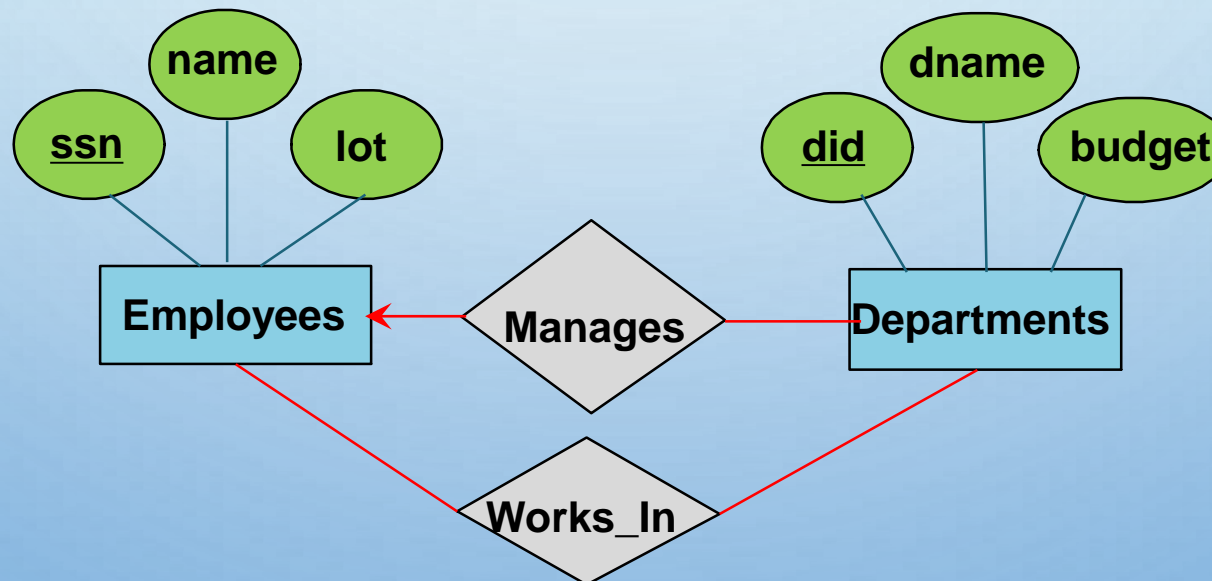 name
dname
ssn
lot
did
budget
Employees
Manages
Departments
Works_In